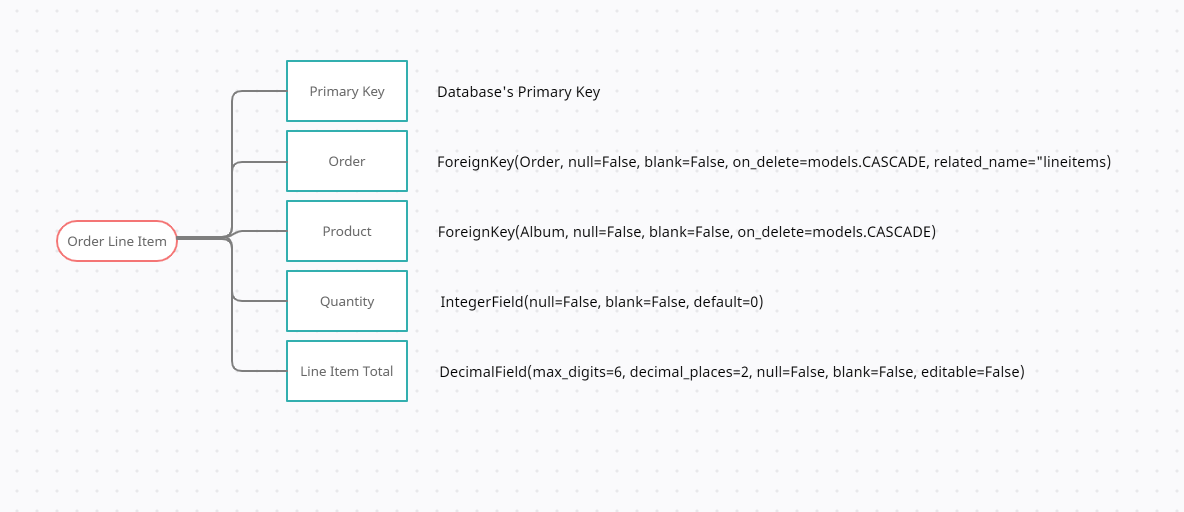 Primary Key
Database's Primary Key
Order
ForeignKey(Order, null=False, blank=False, on_delete=models.CASCADE, related_name="lineitems)
Order Line Item
Product
ForeignKey(Album, null=False, blank=False, on_delete=models.CASCADE)
Quantity
IntegerField(null=False, blank=False, default=0)
Line Item Total
DecimalField(max_digits=6, decimal_places=2, null=False, blank=False, editable=False)